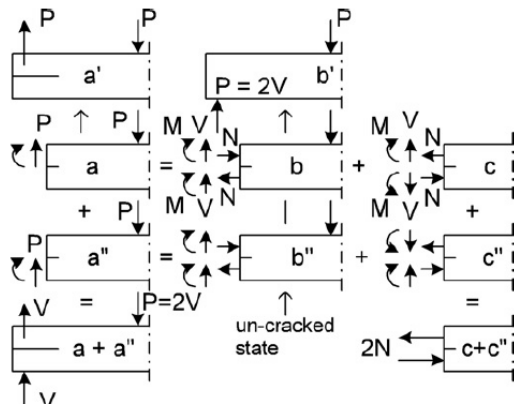 P P P
a' b'
P = 2V
P P M V N M V
a = b + c
N N
+ P M V M V +
P
a" = b" + c"
V = P=2V =
un-cracked
state
a + a" 2N c+c"
V